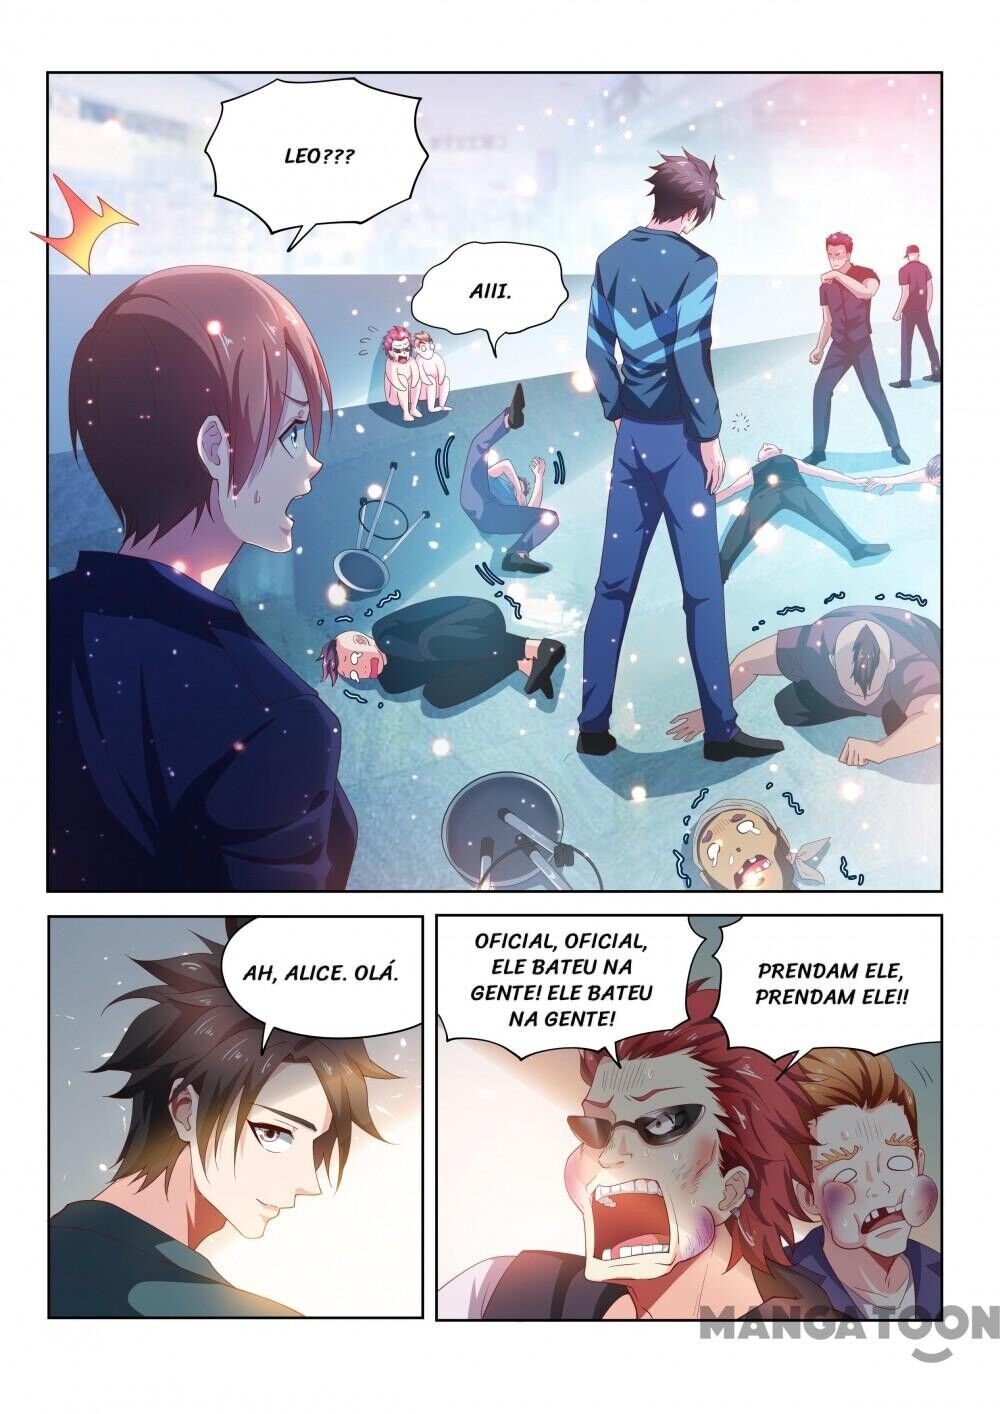 LEO???
AIII.
AH, ALICE. OLÁ.
OFICIAL, OFICIAL,
ELE BATEU NA
GENTE! ELE BATEU
NA GENTE!
PRENDAM ELE,
PRENDAM ELE!!
MANGATOON